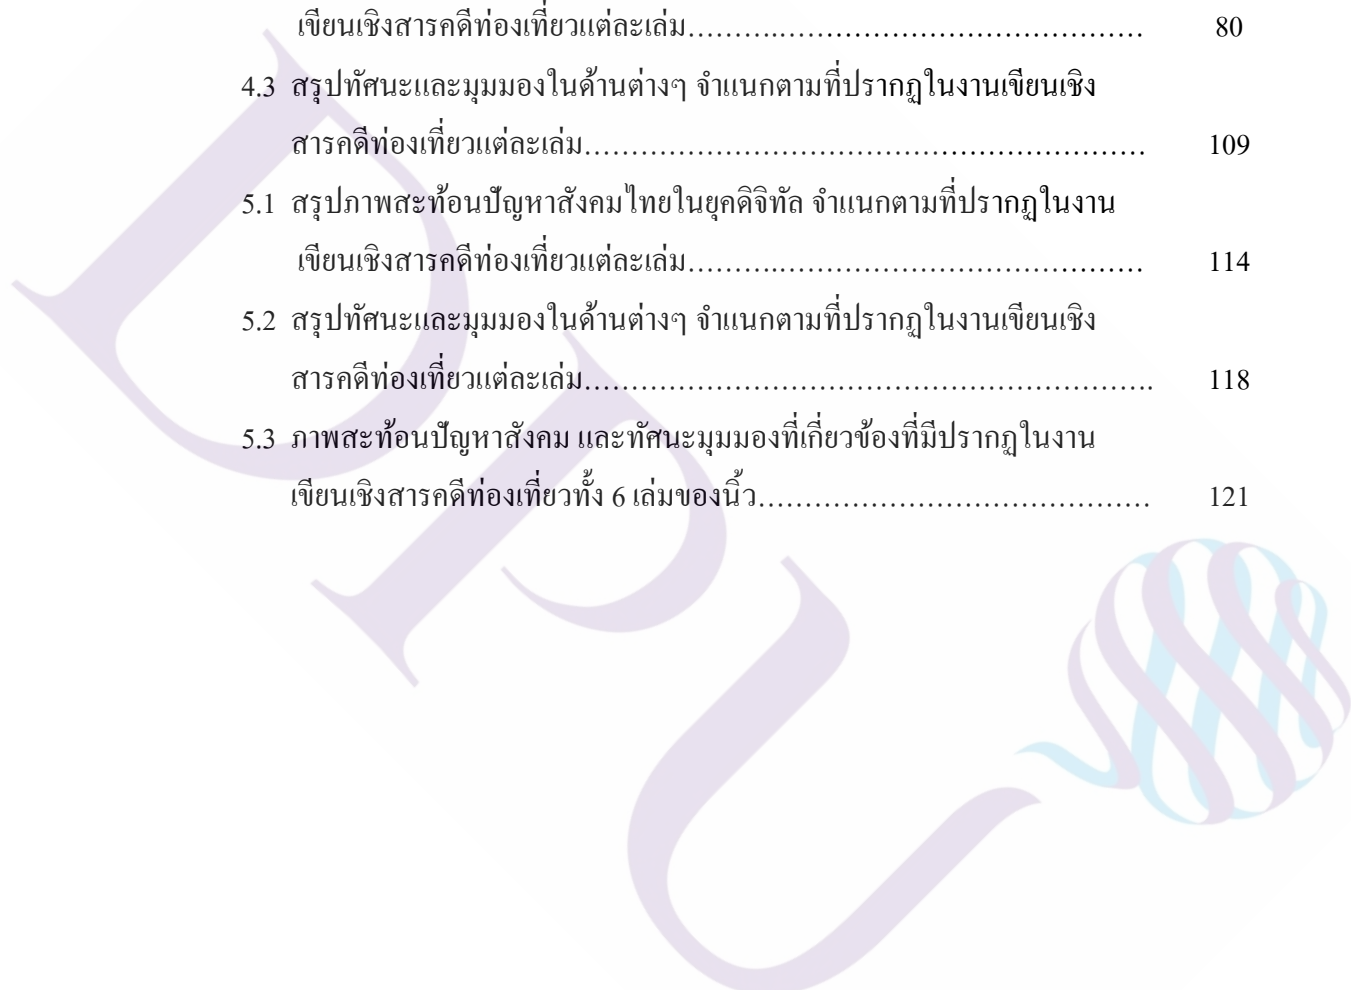 เขียนเชิงสารคดีท่องเที่ยวแต่ละเล่ม…………………………………………… 80
4.3 สรุปทัศนะและมุมมองในด้านต่างๆ จำแนกตามที่ปรากฏในงานเขียนเชิง
สารคดีท่องเที่ยวแต่ละเล่ม…………………………………………………… 109
5.1 สรุปภาพสะท้อนปัญหาสังคมไทยในยุคดิจิทัล จำแนกตามที่ปรากฏในงาน
เขียนเชิงสารคดีท่องเที่ยวแต่ละเล่ม…………………………………………… 114
5.2 สรุปทัศนะและมุมมองในด้านต่างๆ จำแนกตามที่ปรากฏในงานเขียนเชิง
สารคดีท่องเที่ยวแต่ละเล่ม……………………………………………………. 118
5.3 ภาพสะท้อนปัญหาสังคม และทัศนะมุมมองที่เกี่ยวข้องที่มีปรากฏในงาน
เขียนเชิงสารคดีท่องเที่ยวทั้ง 6 เล่มของนิ้ว…………………………………… 121
DPU